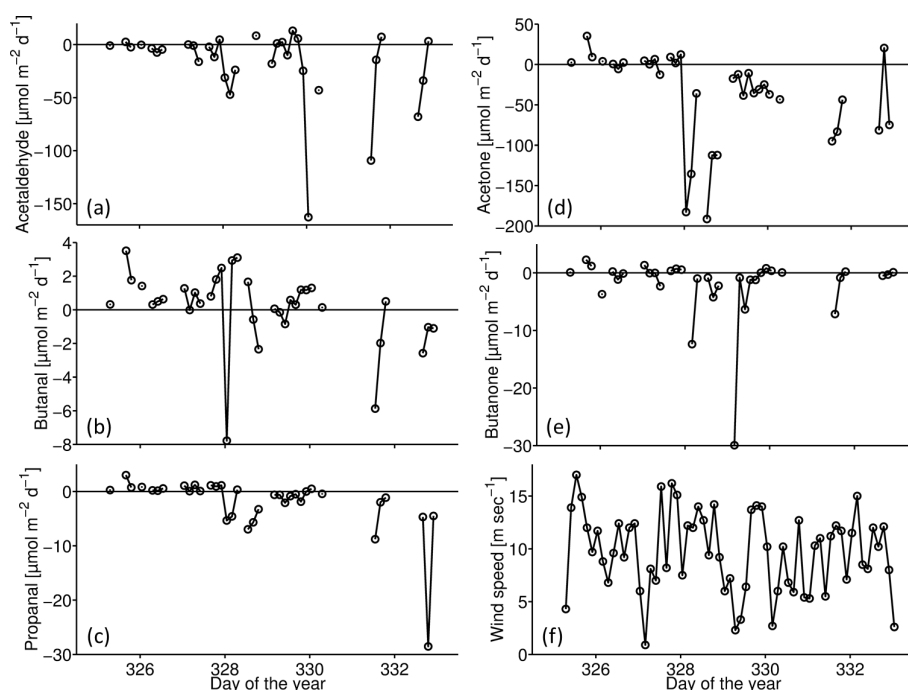 0
−50
−100
−150
Acetaldehyde [µmol m−2 d−1]
(a)
50
0
−50
−100
−150
−200
Acetone [µmol m−2 d−1]
(d)
4
2
0
−2
−4
−6
−8
Butanal [µmol m−2 d−1]
(b)
0
−10
−20
−30
Butanone [µmol m−2 d−1]
(e)
0
−10
−20
−30
Propanal [µmol m−2 d−1]
(c)
326
328
330
332
Day of the year
15
10
5
0
Wind speed [m sec−1]
(f)
326
328
330
332
Day of the year